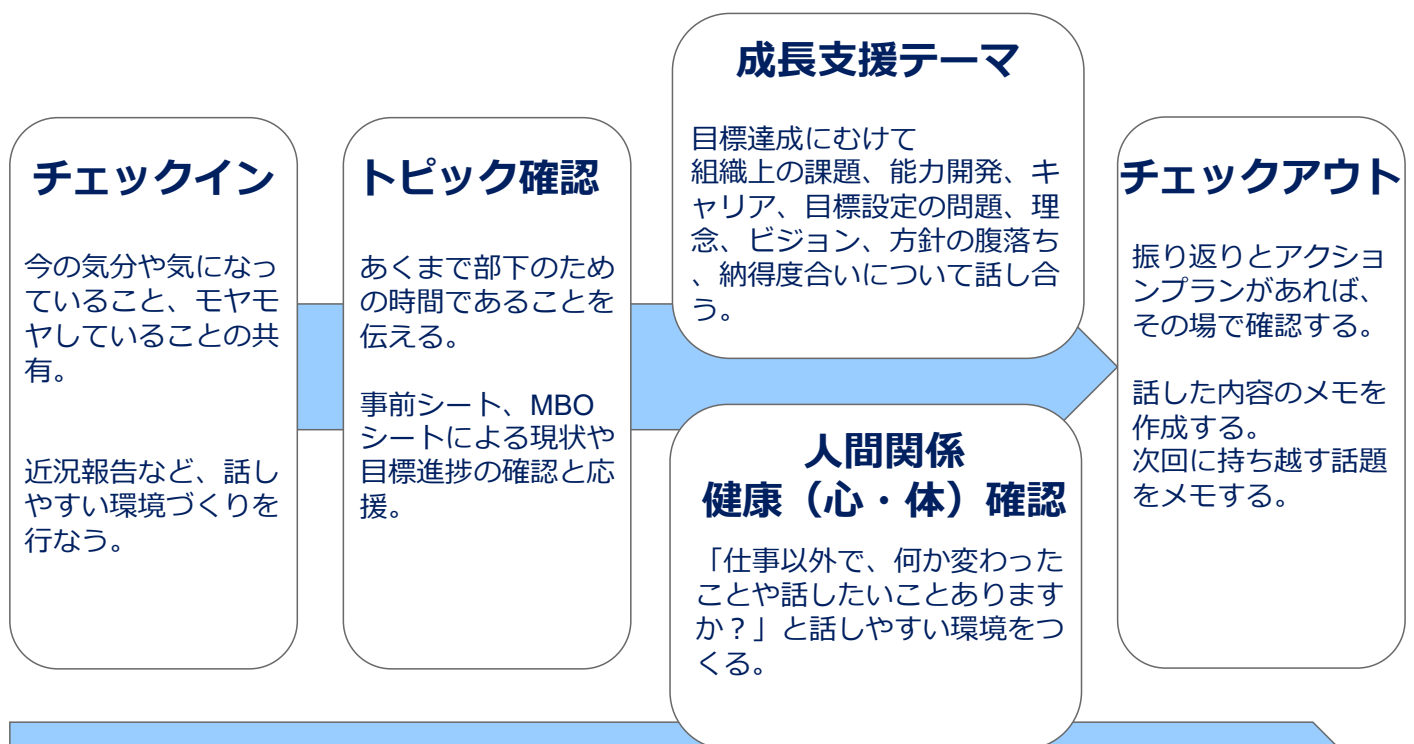 チェックイン
今の気分や気になっ
ていること、モヤモ
ヤしていることの共
有。
近況報告など、話し
やすい環境づくりを
行なう。
トピック確認
あくまで部下のため
の時間であることを
伝える。
事前シート、MBO
シートによる現状や
目標進捗の確認と応
援。
成長支援テーマ
目標達成にむけて
組織上の課題、能力開発、キ
ャリア、目標設定の問題、理
念、ビジョン、方針の腹落ち
、納得度合いについて話し合
う。
人間関係
健康（心・体）確認
「仕事以外で、何か変わった
ことや話したいことあります
か？」と話しやすい環境をつ
くる。
チェックアウト
振り返りとアクショ
ンプランがあれば、
その場で確認する。
話した内容のメモを
作成する。
次回に持ち越す話題
をメモする。